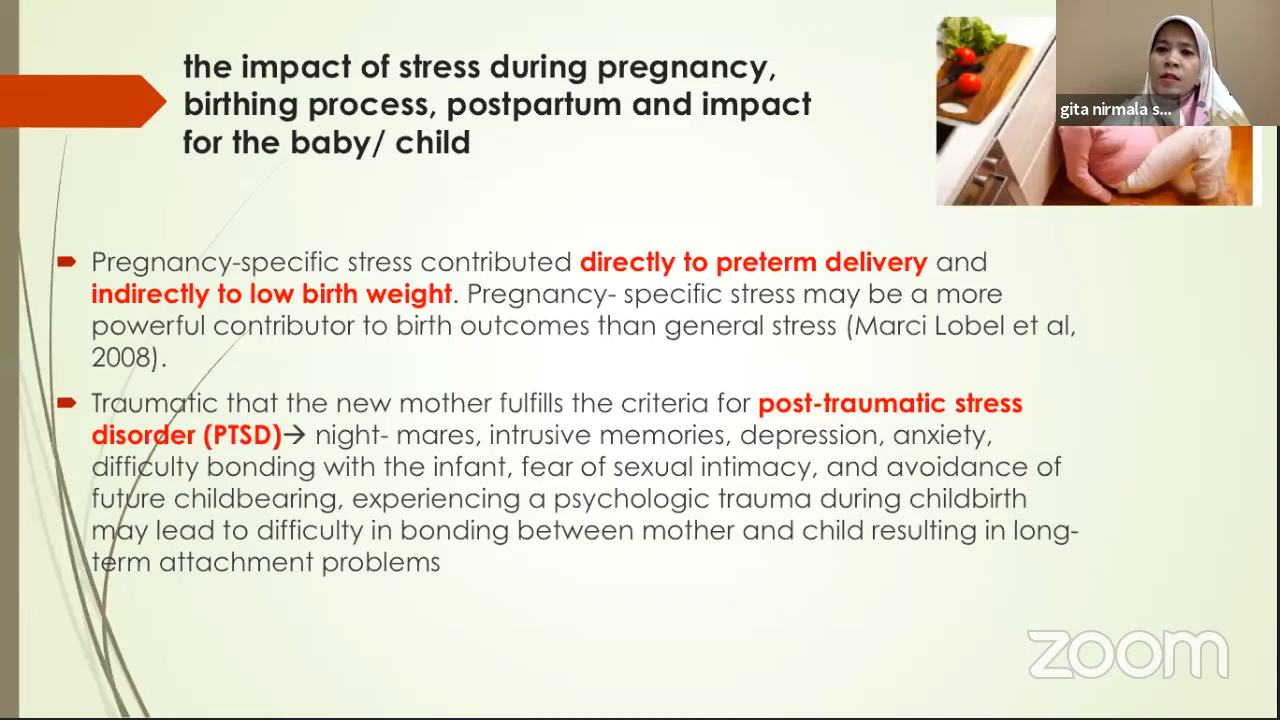 the impact of stress during pregnancy,
birthing process, postpartum and impact
for the baby/ child
gita nirmala s...
Pregnancy-specific stress contributed directly to preterm delivery and
indirectly to low birth weight. Pregnancy- specific stress may be a more
powerful contributor to birth outcomes than general stress (Marci Lobel et al,
2008).
Traumatic that the new mother fulfills the criteria for post-traumatic stress
disorder (PTSD)→ night- mares, intrusive memories, depression, anxiety,
difficulty bonding with the infant, fear of sexual intimacy, and avoidance of
future childbearing, experiencing a psychologic trauma during childbirth
may lead to difficulty in bonding between mother and child resulting in long-
term attachment problems
zoom